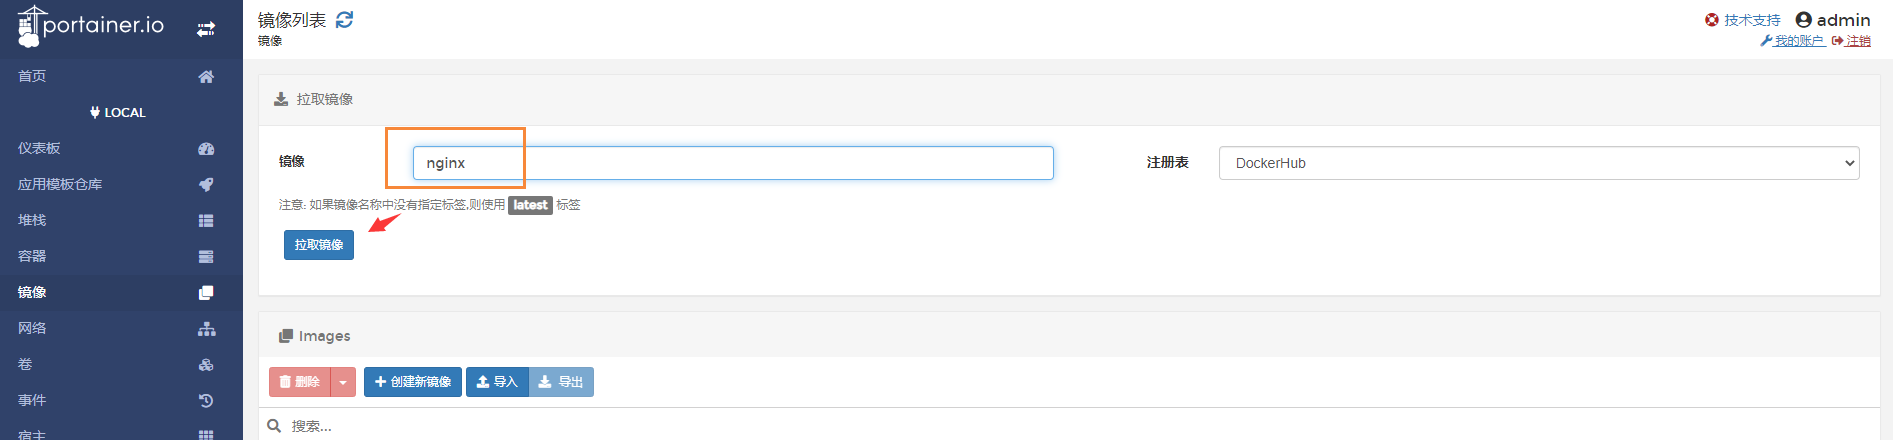 portainer.io
首页
LOCAL
仪表板
应用模板仓库
堆栈
容器
镜像
网络
卷
事件
宿主
镜像列表
镜像
技术支持 admin
我的账户 注销
拉取镜像
镜像 nginx 注册表 DockerHub
注意: 如果镜像名称中没有指定标签,则使用 latest 标签
拉取镜像
Images
删除 创建新镜像 导入 导出
搜索...